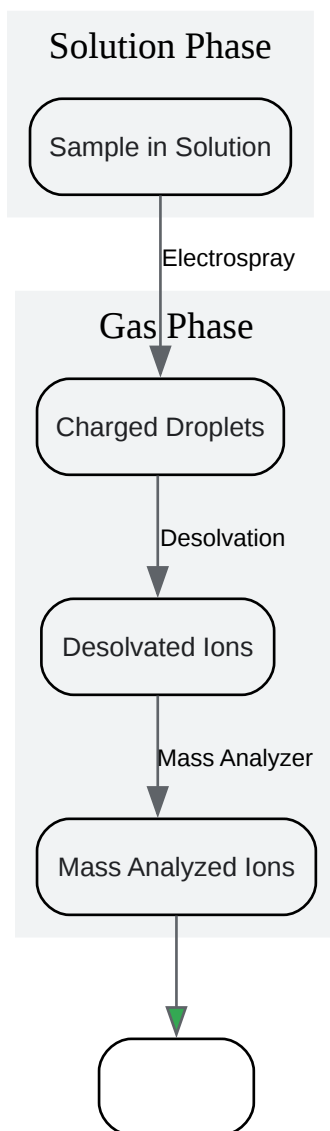 Solution Phase
Sample in Solution
Electrospray
Gas Phase
Charged Droplets
Desolvation
Desolvated Ions
Mass Analyzer
Mass Analyzed Ions